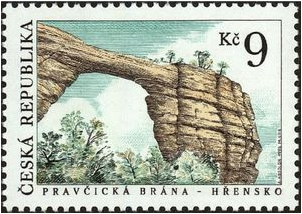 Kč 9
ČESKÁ REPUBLIKA
PRAVČICKÁ BRÁNA - HŘENSKO